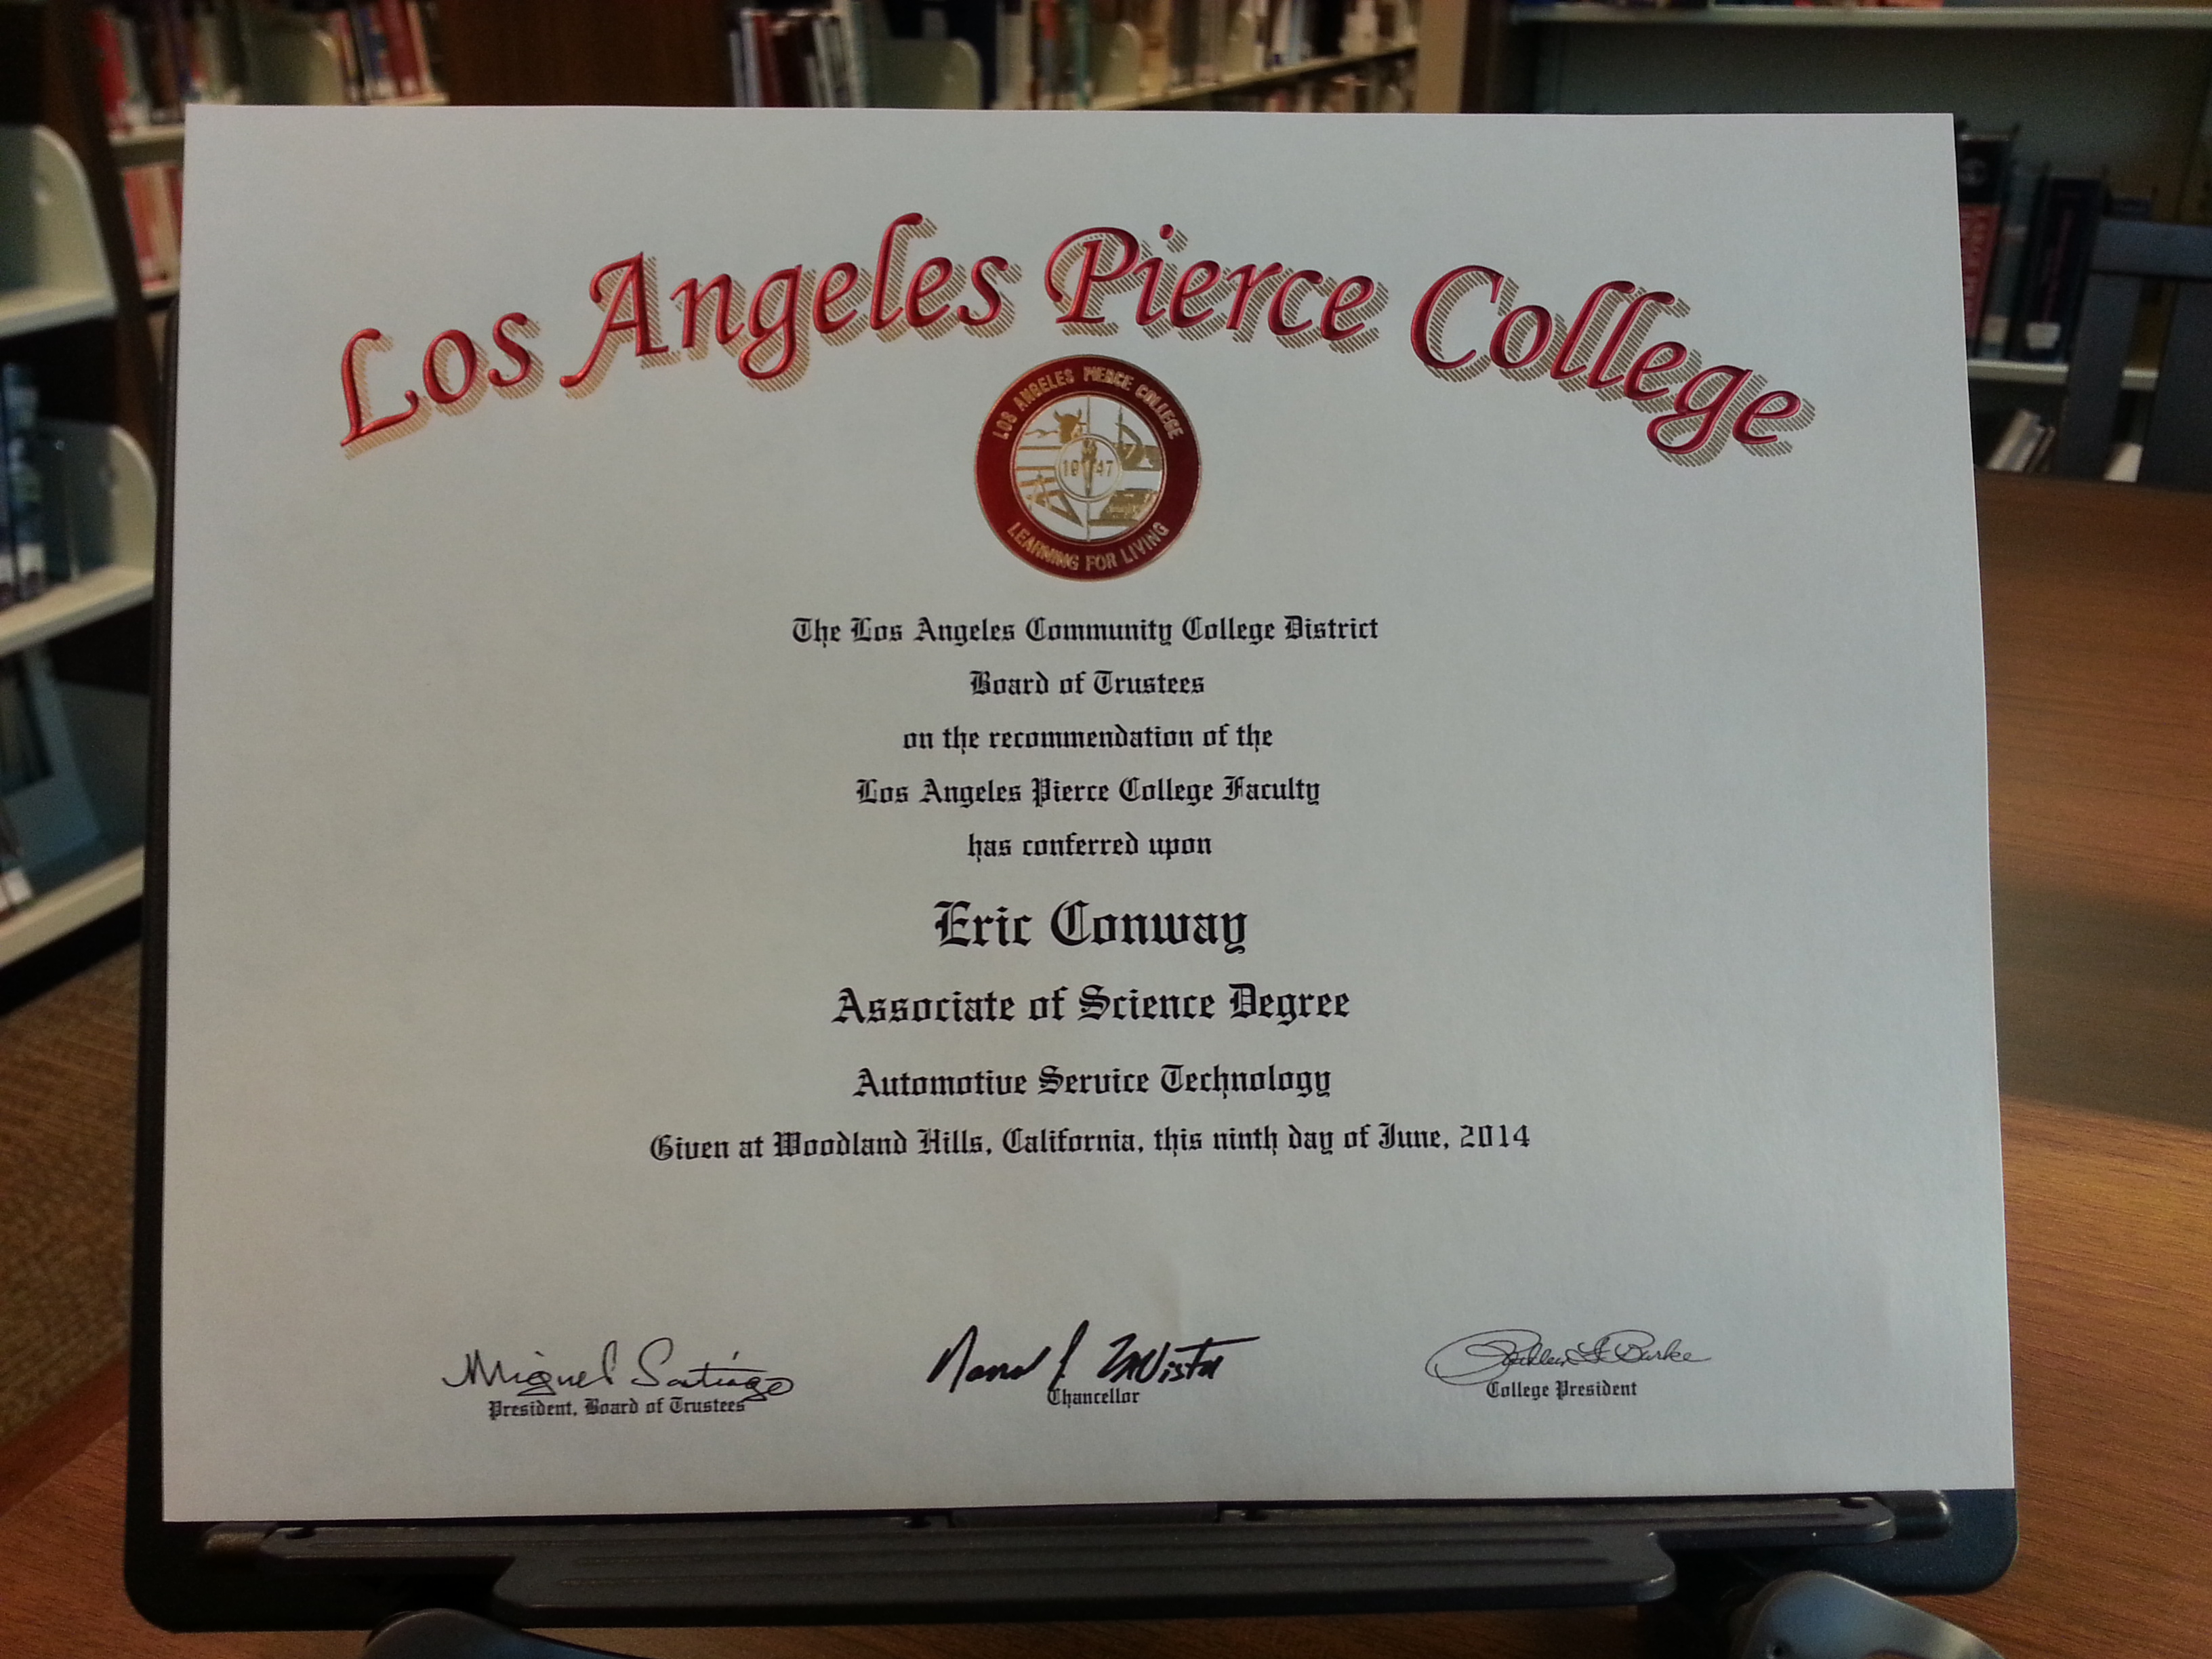 Los Angeles Pierce College
LOS ANGELES PIERCE COLLEGE
1947
LEARNING FOR LIVING
The Los Angeles Community College District
Board of Trustees
on the recommendation of the
Los Angeles Pierce College Faculty
has conferred upon
Eric Conway
Associate of Science Degree
Automotive Service Technology
Given at Woodland Hills, California, this ninth day of June, 2014
Miguel Santiago
President, Board of Trustees
Chancellor
College President